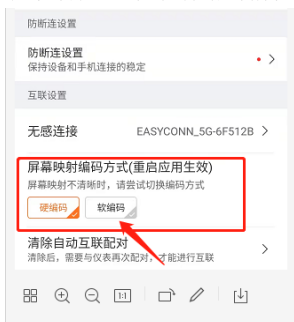 防断连设置
防断连设置
保持设备和手机连接的稳定
互联设置
无感连接 EASYCONN_5G-6F512B
屏幕映射编码方式(重启应用生效)
屏幕映射不清晰时，请尝试切换编码方式
硬编码 软编码
清除自动互联配对
清除后，需要与仪表再次配对，才能进行互联
1:1